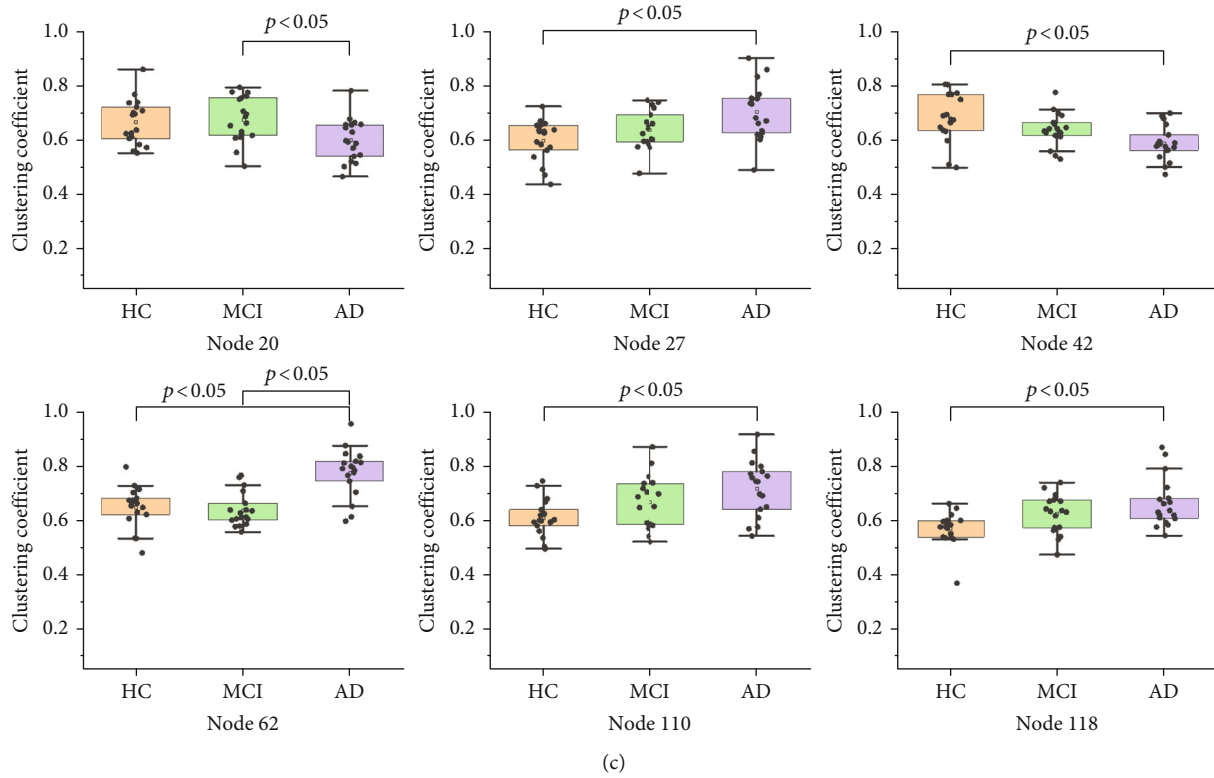 p < 0.05
1.0
0.8
0.6
0.4
0.2
Clustering coefficient
HC MCI AD
Node 20
p < 0.05
1.0
0.8
0.6
0.4
0.2
Clustering coefficient
HC MCI AD
Node 27
p < 0.05
1.0
0.8
0.6
0.4
0.2
Clustering coefficient
HC MCI AD
Node 42
p < 0.05
p < 0.05
1.0
0.8
0.6
0.4
0.2
Clustering coefficient
HC MCI AD
Node 62
p < 0.05
1.0
0.8
0.6
0.4
0.2
Clustering coefficient
HC MCI AD
Node 110
p < 0.05
1.0
0.8
0.6
0.4
0.2
Clustering coefficient
HC MCI AD
Node 118
(c)